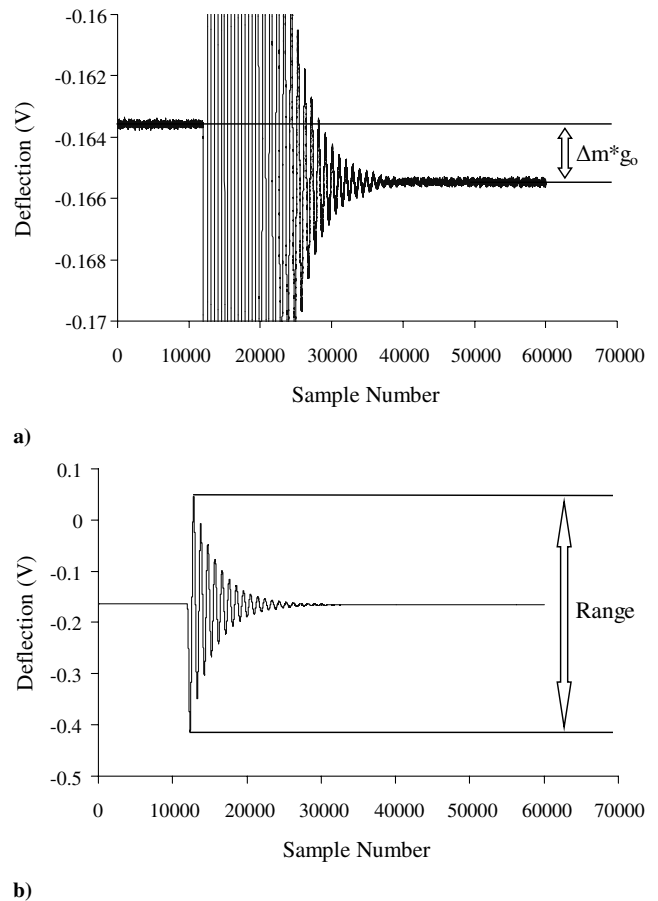 -0.16
-0.162
-0.164
-0.166
-0.168
-0.17
Deflection (V)
Δm*gₒ
0 10000 20000 30000 40000 50000 60000 70000
Sample Number
a)
0.1
0
-0.1
-0.2
-0.3
-0.4
-0.5
Deflection (V)
Range
0 10000 20000 30000 40000 50000 60000 70000
Sample Number
b)